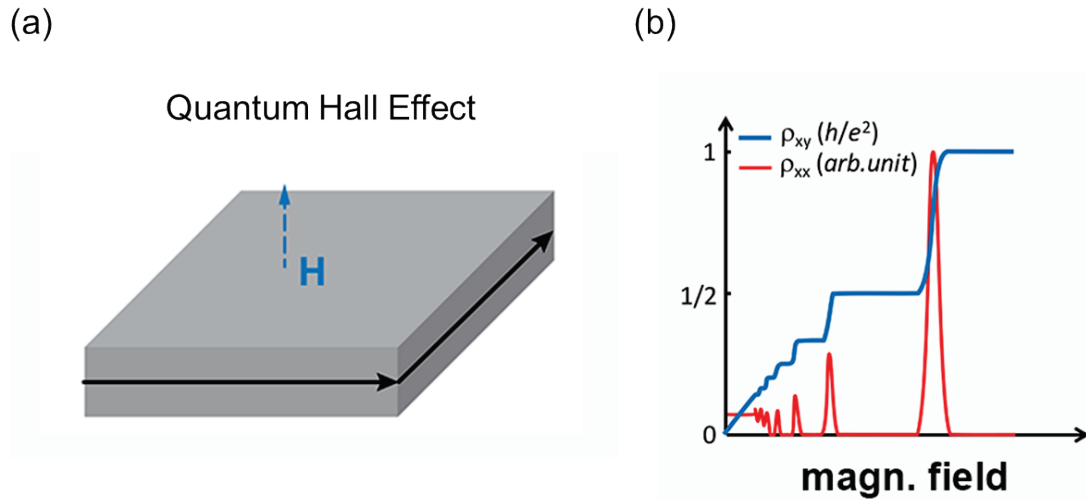 (a)
Quantum Hall Effect
H
(b)
ρxy (h/e²)
ρxx (arb.unit)
1
1/2
0
magn. field